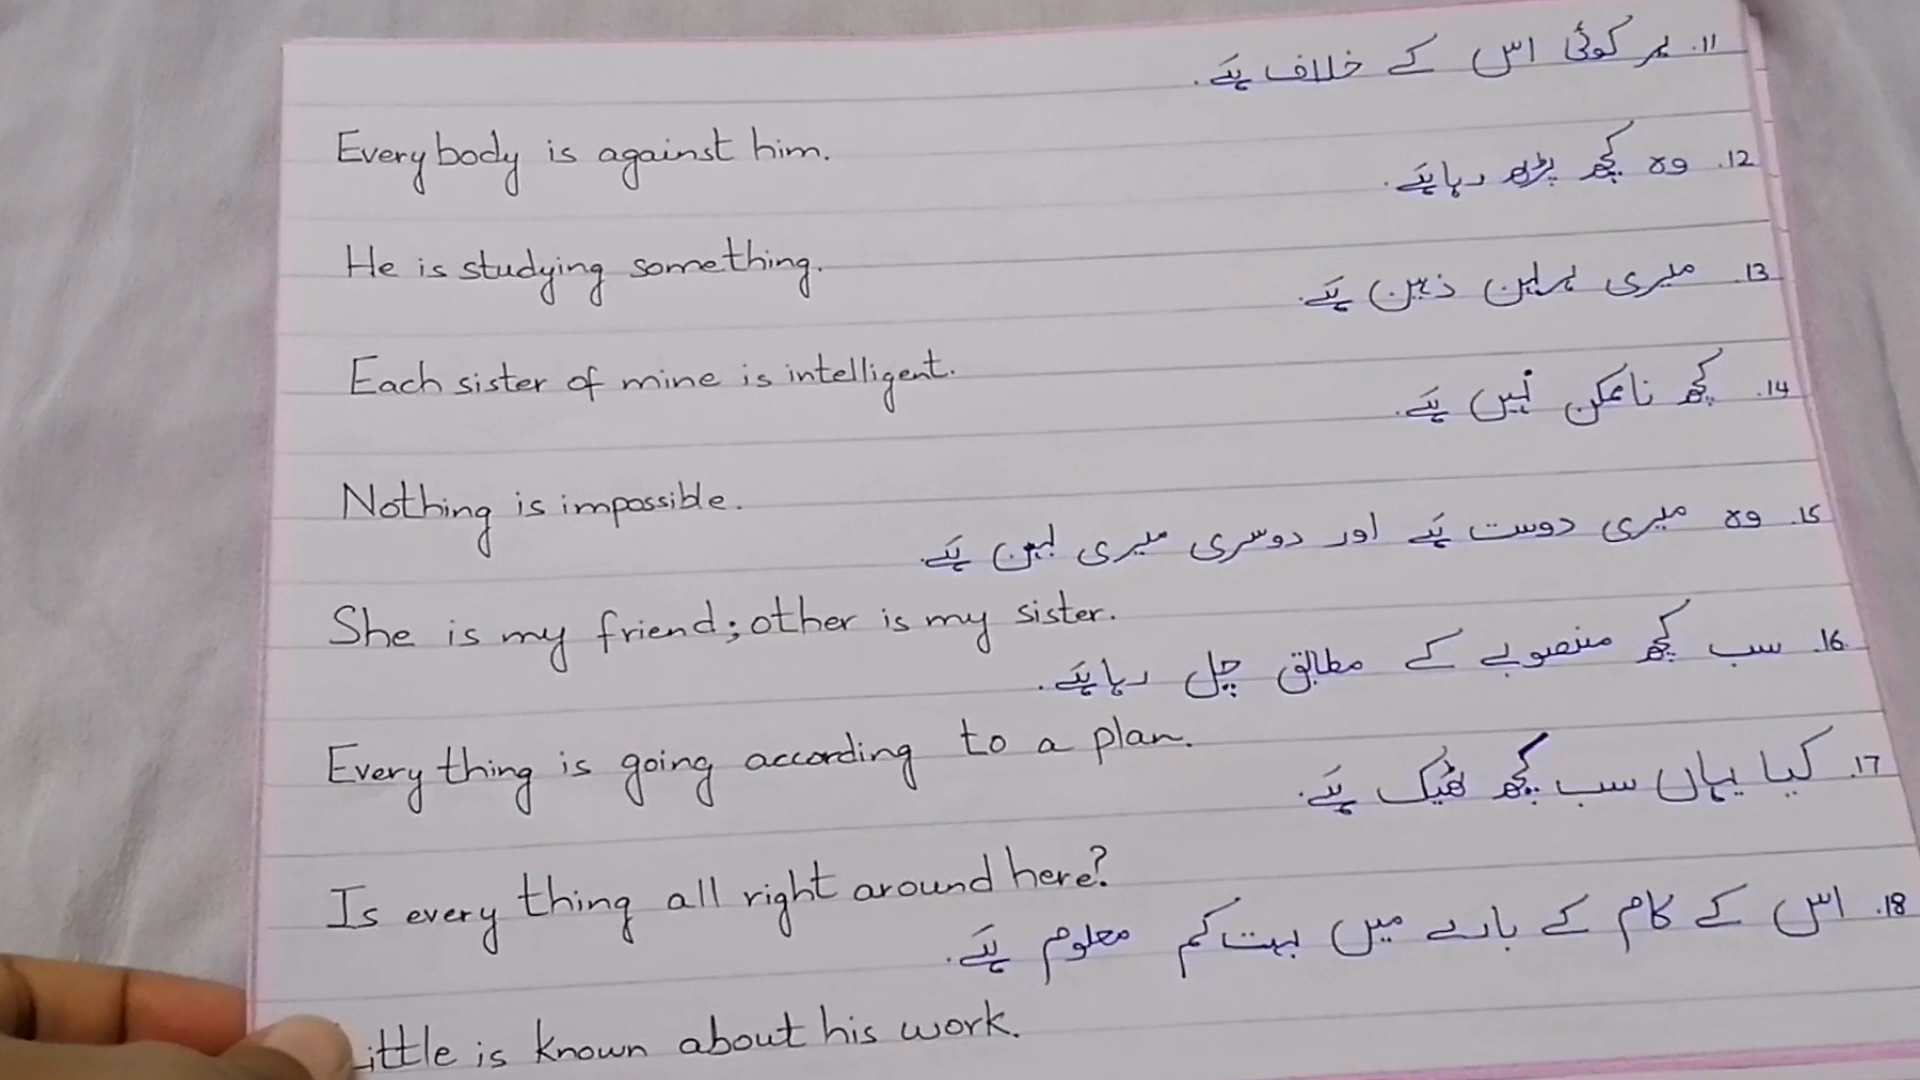 11. ہر کوئی اس کے خلاف ہے.
Everybody is against him.
12. وہ کچھ پڑھ رہا ہے.
He is studying something.
13. میری ہر بہن ذہین ہے.
Each sister of mine is intelligent.
14. کچھ ناممکن نہیں ہے.
Nothing is impossible.
15. وہ میری دوست ہے اور دوسری میری بہن ہے.
She is my friend; other is my sister.
16. سب کچھ منصوبے کے مطابق چل رہا ہے.
Everything is going according to a plan.
17. کیا یہاں سب کچھ ٹھیک ہے.
Is every thing all right around here?
18. اس کے کام کے بارے میں بہت کم معلوم ہے.
Little is known about his work.